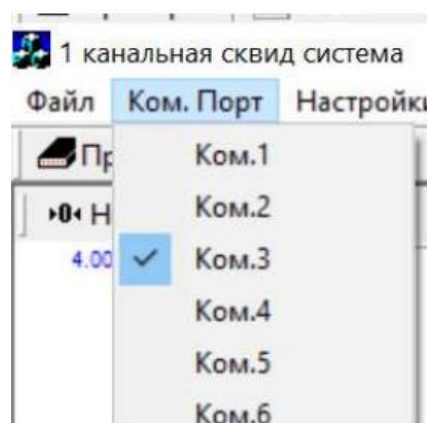 1 канальная сквид система
Файл Ком. Порт Настройки
Пр
Ком.1
Н
Ком.2
4.00
Ком.3
Ком.4
Ком.5
Ком.6